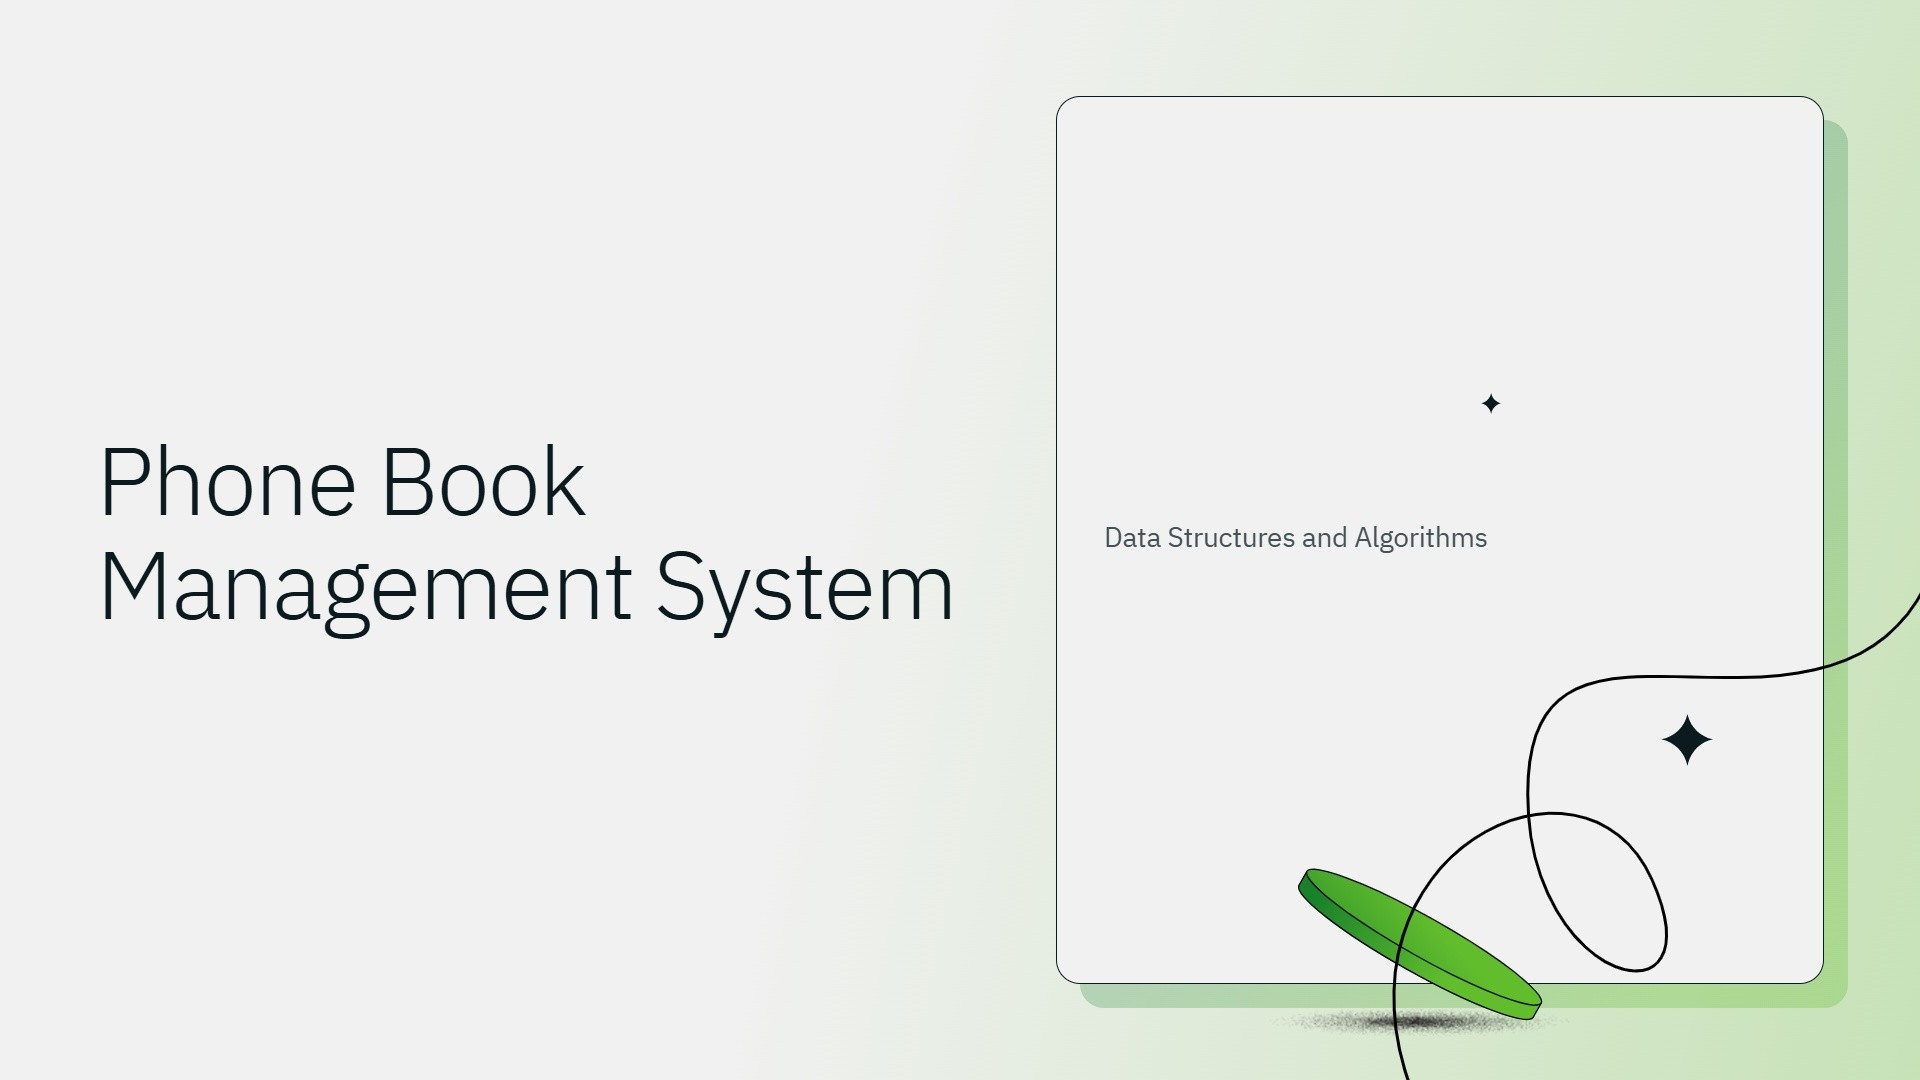 Phone Book
Management System
Data Structures and Algorithms